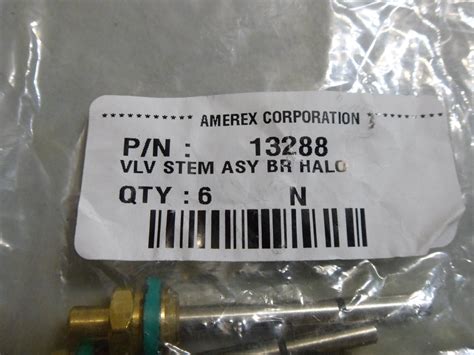 *********** AMEREX CORPORATION
P/N : 13288
VLV STEM ASY BR HALO
QTY : 6 N